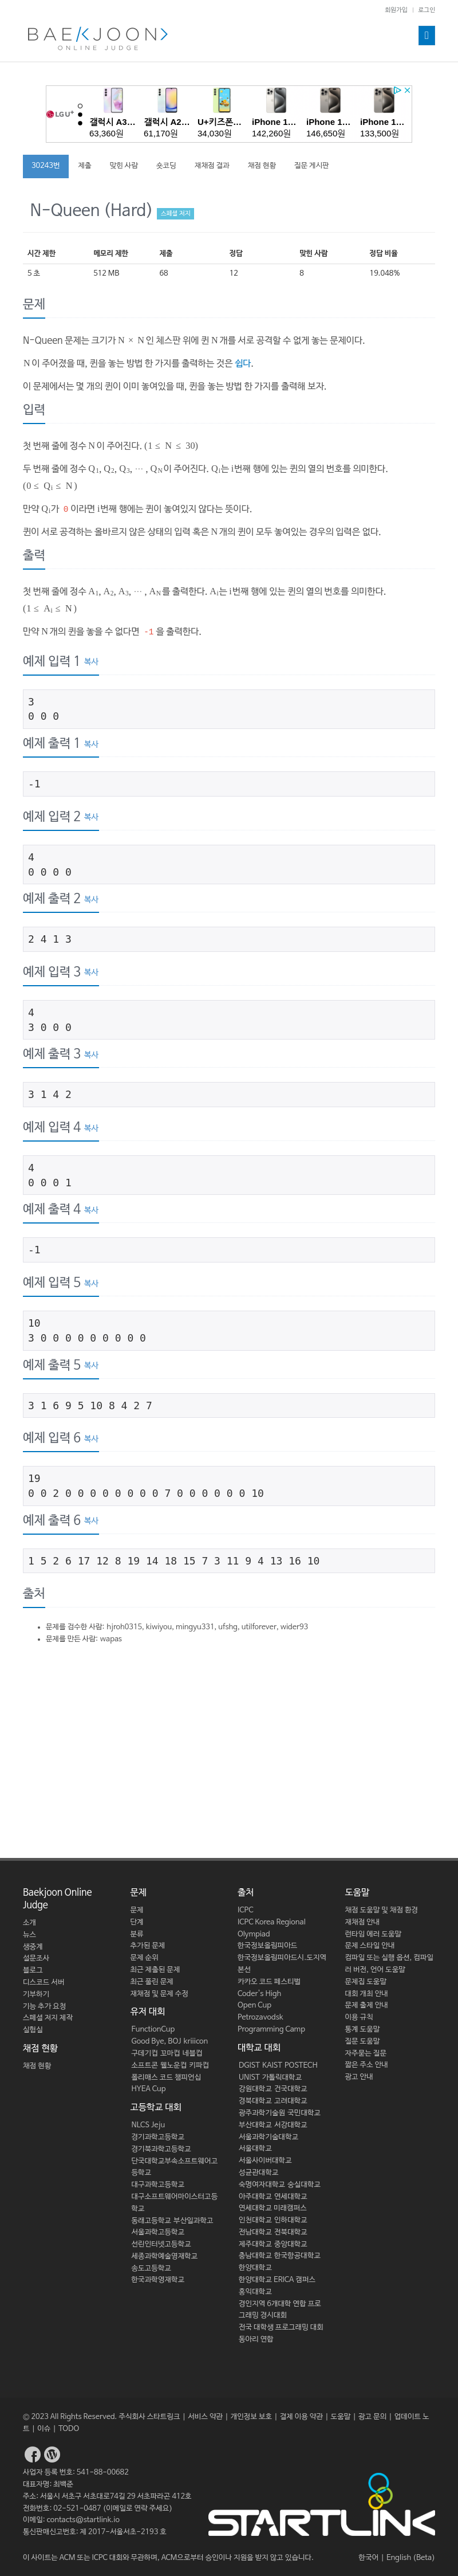 회원가입 | 로그인
BAEKJOON
ONLINE JUDGE
LG U+
갤럭시 A3...
63,360원
갤럭시 A2...
61,170원
U+키즈폰...
34,030원
iPhone 1...
142,260원
iPhone 1...
146,650원
iPhone 1...
133,500원
30243번 제출 맞힌 사람 숏코딩 재채점 결과 채점 현황 질문 게시판
N-Queen (Hard) 스페셜 저지
시간 제한 메모리 제한 제출 정답 맞힌 사람 정답 비율
5 초 512 MB 68 12 8 19.048%
문제
N-Queen 문제는 크기가 N × N인 체스판 위에 퀸 N개를 서로 공격할 수 없게 놓는 문제이다.
N이 주어졌을 때, 퀸을 놓는 방법 한 가지를 출력하는 것은 쉽다.
이 문제에서는 몇 개의 퀸이 이미 놓여있을 때, 퀸을 놓는 방법 한 가지를 출력해 보자.
입력
첫 번째 줄에 정수 N이 주어진다. (1 ≤ N ≤ 30)
두 번째 줄에 정수 Q1, Q2, Q3, ⋯ , QN이 주어진다. Qi는 i번째 행에 있는 퀸의 열의 번호를 의미한다.
(0 ≤ Qi ≤ N)
만약 Qi가 0 이라면 i번째 행에는 퀸이 놓여있지 않다는 뜻이다.
퀸이 서로 공격하는 올바르지 않은 상태의 입력 혹은 N개의 퀸이 모두 놓여있는 경우의 입력은 없다.
출력
첫 번째 줄에 정수 A1, A2, A3, ⋯ , AN를 출력한다. Ai는 i번째 행에 있는 퀸의 열의 번호를 의미한다.
(1 ≤ Ai ≤ N)
만약 N개의 퀸을 놓을 수 없다면 -1 을 출력한다.
예제 입력 1 복사
3
0 0 0
예제 출력 1 복사
-1
예제 입력 2 복사
4
0 0 0 0
예제 출력 2 복사
2 4 1 3
예제 입력 3 복사
4
3 0 0 0
예제 출력 3 복사
3 1 4 2
예제 입력 4 복사
4
0 0 0 1
예제 출력 4 복사
-1
예제 입력 5 복사
10
3 0 0 0 0 0 0 0 0 0
예제 출력 5 복사
3 1 6 9 5 10 8 4 2 7
예제 입력 6 복사
19
0 0 2 0 0 0 0 0 0 0 0 7 0 0 0 0 0 0 10
예제 출력 6 복사
1 5 2 6 17 12 8 19 14 18 15 7 3 11 9 4 13 16 10
출처
문제를 검수한 사람: hjroh0315, kiwiyou, mingyu331, ufshg, utilforever, wider93
문제를 만든 사람: wapas
Baekjoon Online
Judge
소개
뉴스
생중계
설문조사
블로그
디스코드 서버
기부하기
기능 추가 요청
스페셜 저지 제작
실험실
채점 현황
채점 현황
문제
문제
단계
분류
추가된 문제
문제 순위
최근 제출된 문제
최근 풀린 문제
재채점 및 문제 수정
유저 대회
FunctionCup
Good Bye, BOJ kriiicon
구데기컵 꼬마컵 네블컵
소프트콘 웰노운컵 키파컵
폴리매스 코드 챔피언십
HYEA Cup
고등학교 대회
NLCS Jeju
경기과학고등학교
경기북과학고등학교
단국대학교부속소프트웨어고
등학교
대구과학고등학교
대구소프트웨어마이스터고등
학교
동래고등학교 부산일과학고
서울과학고등학교
선린인터넷고등학교
세종과학예술영재학교
송도고등학교
한국과학영재학교
출처
ICPC
ICPC Korea Regional
Olympiad
한국정보올림피아드
한국정보올림피아드시.도지역
본선
카카오 코드 페스티벌
Coder's High
Open Cup
Petrozavodsk
Programming Camp
대학교 대회
DGIST KAIST POSTECH
UNIST 가톨릭대학교
강원대학교 건국대학교
경북대학교 고려대학교
광주과학기술원 국민대학교
부산대학교 서강대학교
서울과학기술대학교
서울대학교
서울사이버대학교
성균관대학교
숙명여자대학교 숭실대학교
아주대학교 연세대학교
연세대학교 미래캠퍼스
인천대학교 인하대학교
전남대학교 전북대학교
제주대학교 중앙대학교
충남대학교 한국항공대학교
한양대학교
한양대학교 ERICA 캠퍼스
홍익대학교
경인지역 6개대학 연합 프로
그래밍 경시대회
전국 대학생 프로그래밍 대회
동아리 연합
도움말
채점 도움말 및 채점 환경
재채점 안내
런타임 에러 도움말
문제 스타일 안내
컴파일 또는 실행 옵션, 컴파일
러 버전, 언어 도움말
문제집 도움말
대회 개최 안내
문제 출제 안내
이용 규칙
통계 도움말
질문 도움말
자주묻는 질문
짧은 주소 안내
광고 안내
© 2023 All Rights Reserved. 주식회사 스타트링크 | 서비스 약관 | 개인정보 보호 | 결제 이용 약관 | 도움말 | 광고 문의 | 업데이트 노
트 | 이슈 | TODO
사업자 등록 번호: 541-88-00682
대표자명: 최백준
주소: 서울시 서초구 서초대로74길 29 서초파라곤 412호
전화번호: 02-521-0487 (이메일로 연락 주세요)
이메일: contacts@startlink.io
통신판매신고번호: 제 2017-서울서초-2193 호
STARTLINK
이 사이트는 ACM 또는 ICPC 대회와 무관하며, ACM으로부터 승인이나 지원을 받지 않고 있습니다.
한국어 | English (Beta)